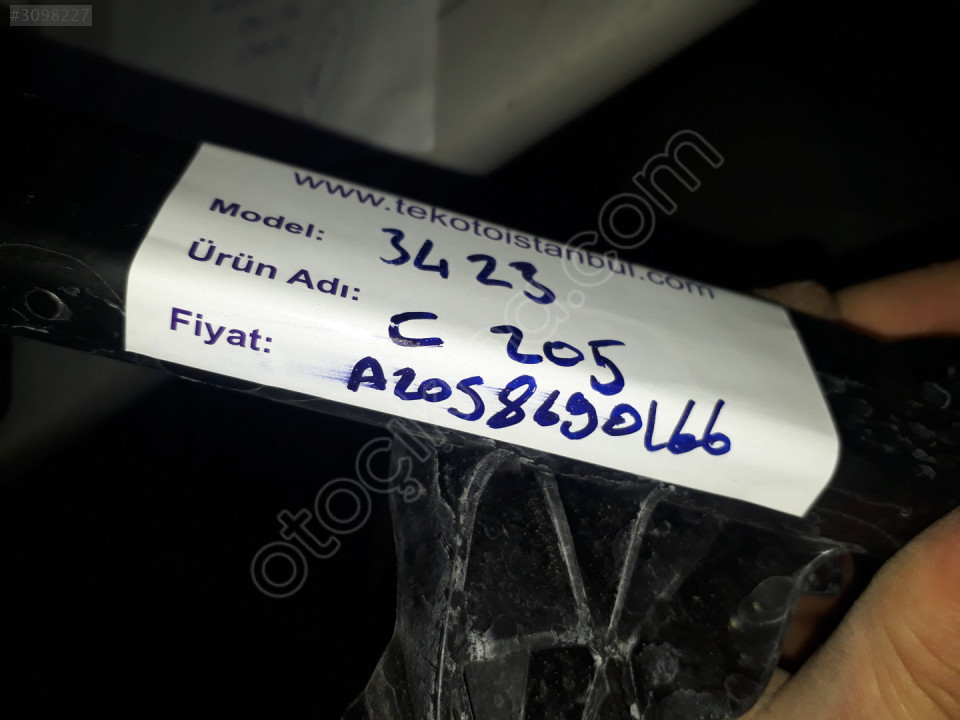 #3098227
www.tekotoistanbul.com
Model: 3423
Ürün Adı: C 205
Fiyat: A2058690166
otoçıkma.com